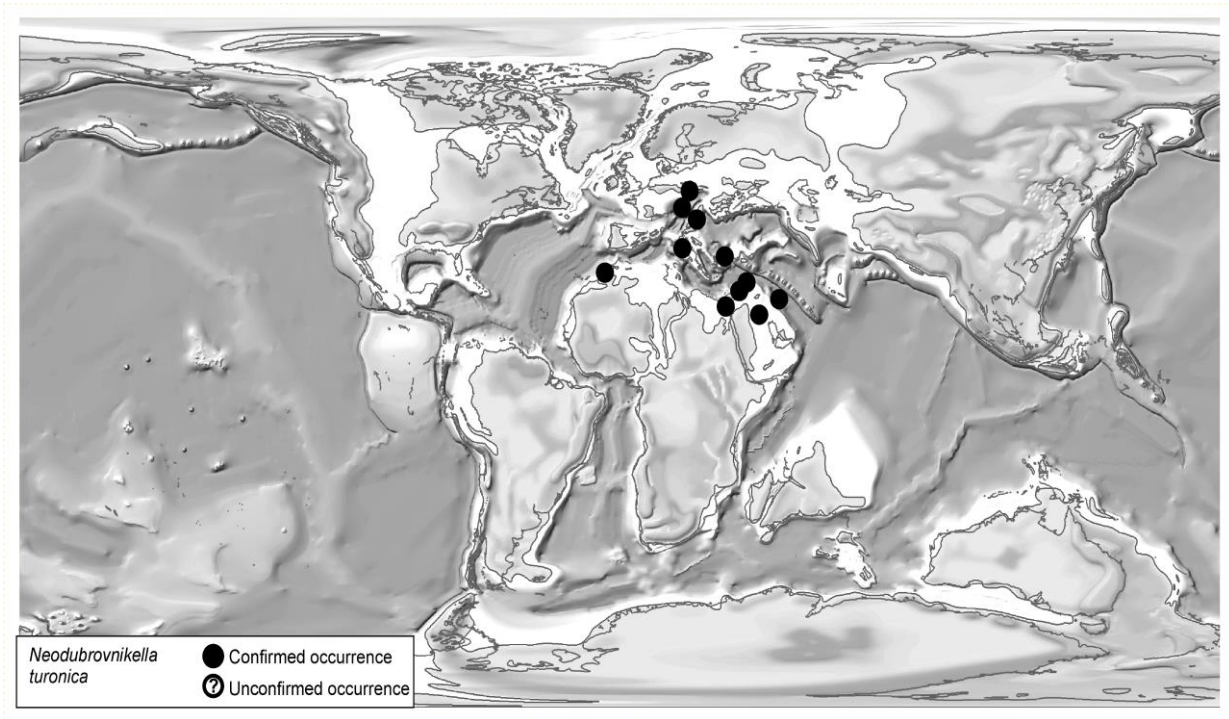 Neodubrovnikella
turonica
Confirmed occurrence
? Unconfirmed occurrence